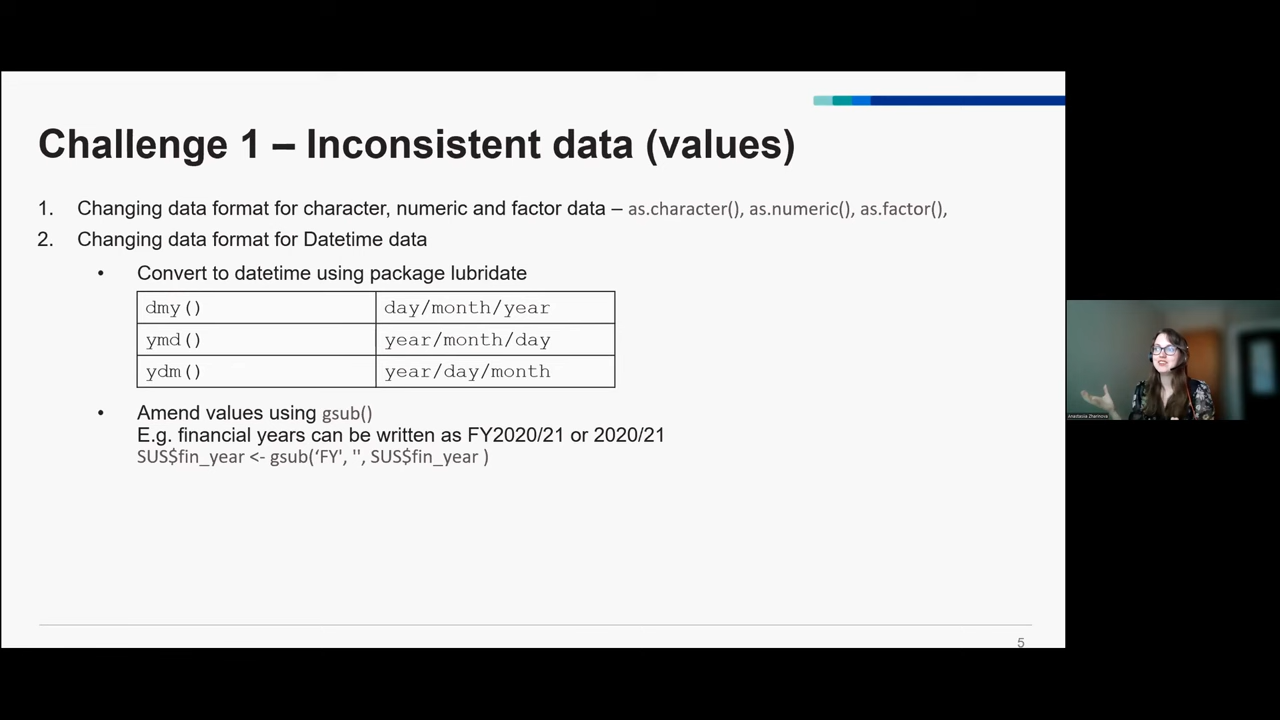 Challenge 1 – Inconsistent data (values)
1. Changing data format for character, numeric and factor data – as.character(), as.numeric(), as.factor(),
2. Changing data format for Datetime data
• Convert to datetime using package lubridate
dmy() day/month/year
ymd() year/month/day
ydm() year/day/month
• Amend values using gsub()
E.g. financial years can be written as FY2020/21 or 2020/21
SUS$fin_year <- gsub(‘FY', '', SUS$fin_year )
Anastasiia Zharinova
5